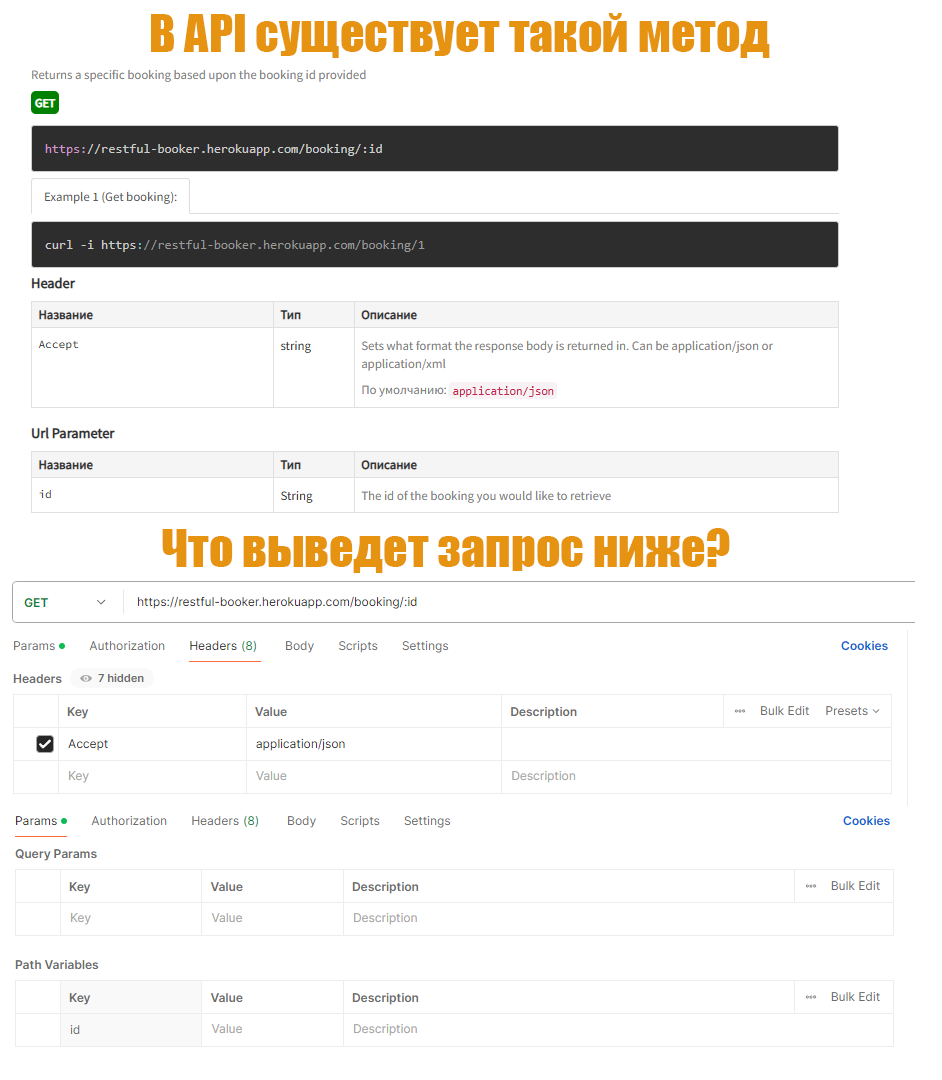 В API существует такой метод
Returns a specific booking based upon the booking id provided
GET
https://restful-booker.herokuapp.com/booking/:id
Example 1 (Get booking):
curl -i https://restful-booker.herokuapp.com/booking/1
Header
Название Тип Описание
Accept string Sets what format the response body is returned in. Can be application/json or
application/xml
По умолчанию: application/json
Url Parameter
Название Тип Описание
id String The id of the booking you would like to retrieve
Что выведет запрос ниже?
GET https://restful-booker.herokuapp.com/booking/:id
Params Authorization Headers (8) Body Scripts Settings Cookies
Headers 7 hidden
Key Value Description Bulk Edit Presets
Accept application/json
Key Value Description
Params Authorization Headers (8) Body Scripts Settings Cookies
Query Params
Key Value Description Bulk Edit
Key Value Description
Path Variables
Key Value Description Bulk Edit
id Value Description